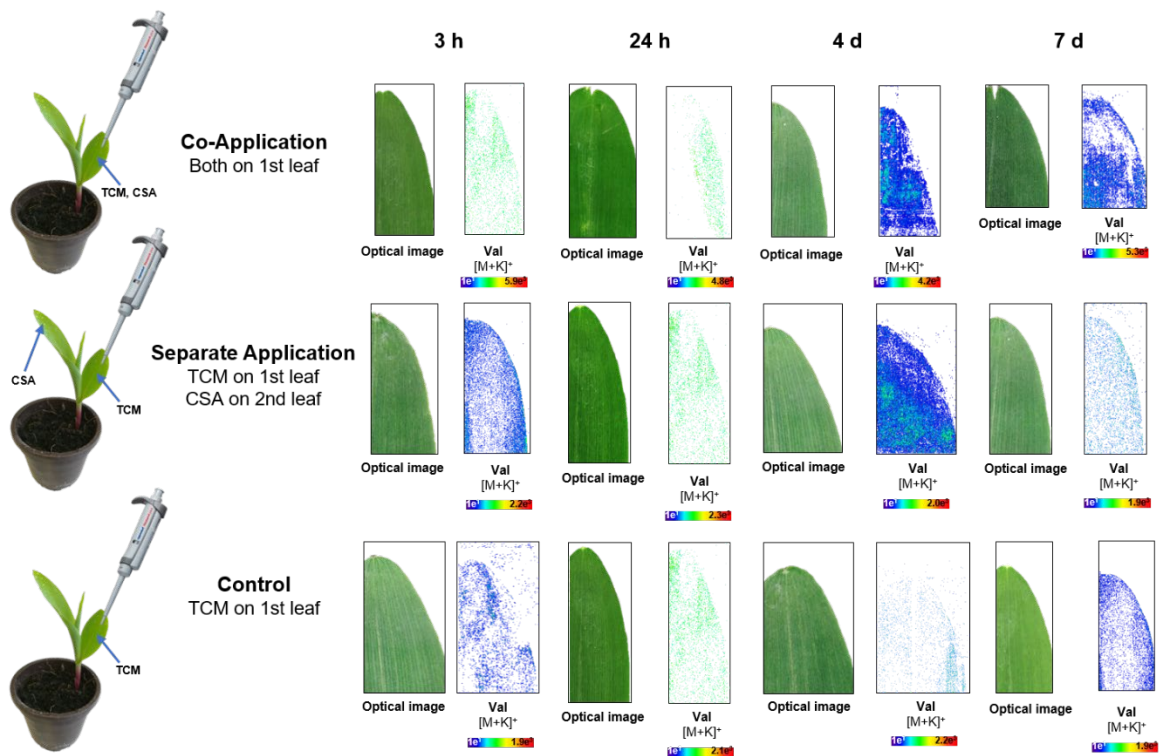 3 h
24 h
4 d
7 d
Co-Application
Both on 1st leaf
TCM, CSA
Optical image
Val
[M+K]⁺
Optical image
Val
[M+K]⁺
Optical image
Val
[M+K]⁺
Optical image
Val
[M+K]⁺
Separate Application
TCM on 1st leaf
CSA on 2nd leaf
CSA
TCM
Optical image
Val
[M+K]⁺
Optical image
Val
[M+K]⁺
Optical image
Val
[M+K]⁺
Optical image
Val
[M+K]⁺
Control
TCM on 1st leaf
TCM
Optical image
Val
[M+K]⁺
Optical image
Val
[M+K]⁺
Optical image
Val
[M+K]⁺
Optical image
Val
[M+K]⁺